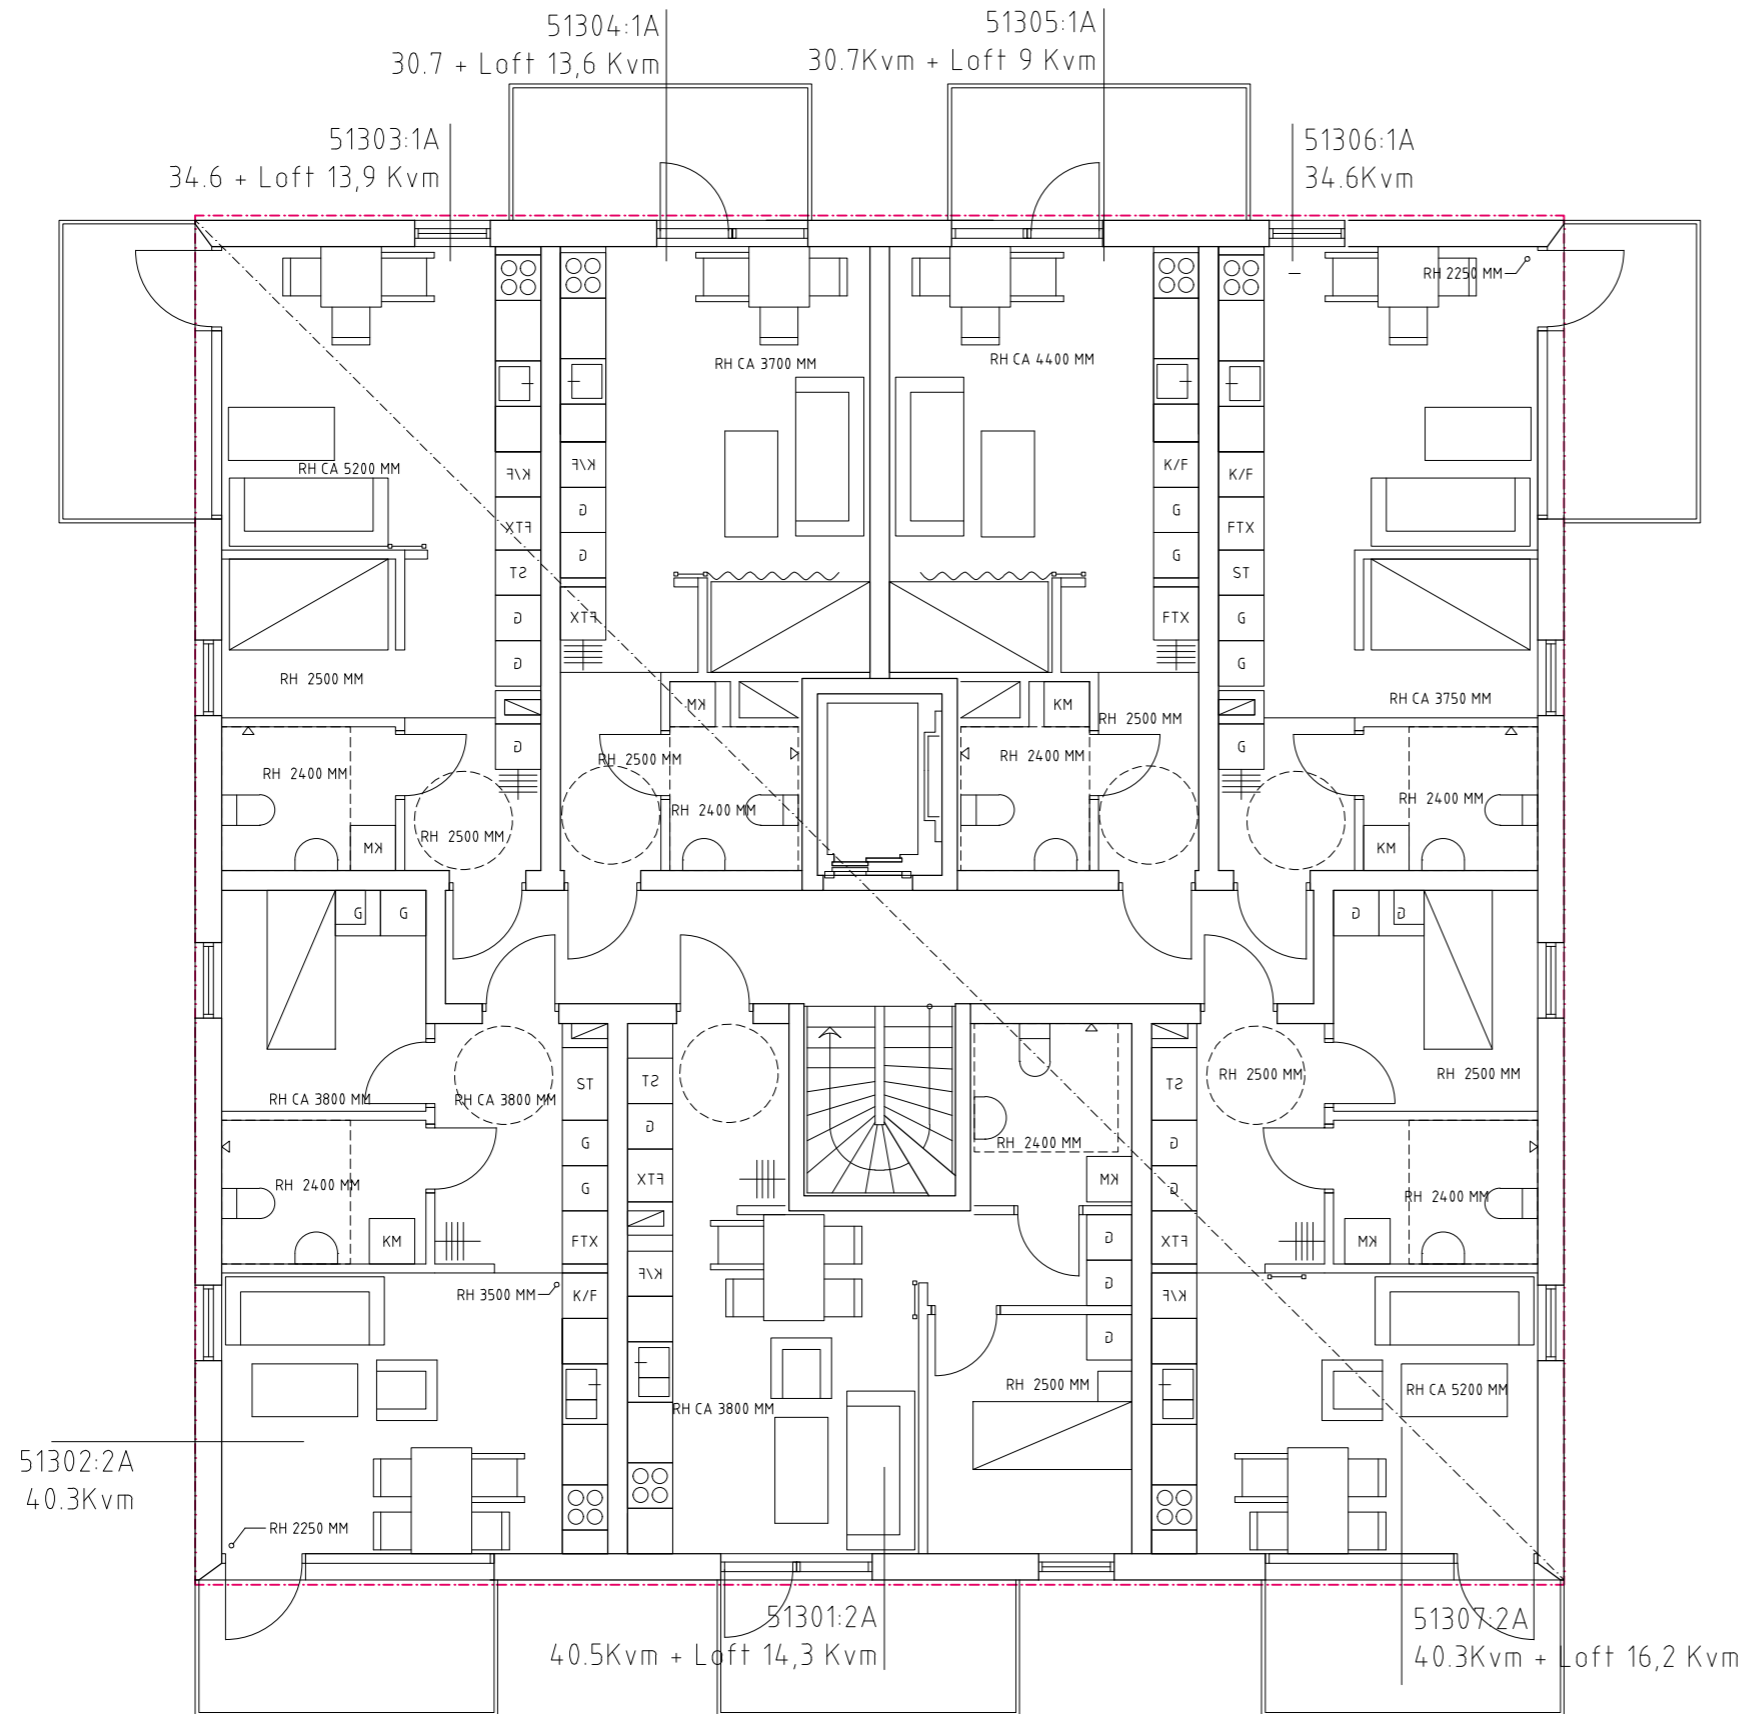 51304:1A
30.7 + Loft 13,6 Kvm
51305:1A
30.7Kvm + Loft 9 Kvm
51303:1A
34.6 + Loft 13,9 Kvm
51306:1A
34.6Kvm
RH 2250 MM
RH CA 3700 MM
RH CA 4400 MM
RH CA 5200 MM
K/F
K/F
K/F
K/F
G
G
FTX
FTX
G
G
ST
ST
FTX
FTX
G
G
G
G
RH 2500 MM
RH CA 3750 MM
KM
KM
RH 2500 MM
G
G
RH 2400 MM
RH 2500 MM
RH 2400 MM
RH 2400 MM
RH 2400 MM
RH 2500 MM
KM
KM
G
G
G
G
RH CA 3800 MM
RH CA 3800 MM
ST
ST
RH 2500 MM
RH 2500 MM
ST
G
G
G
RH 2400 MM
RH 2400 MM
G
FTX
KM
G
RH 2400 MM
KM
FTX
G
FTX
KM
RH 3500 MM
K/F
K/F
G
K/F
G
RH 2500 MM
RH CA 5200 MM
RH CA 3800 MM
51302:2A
40.3Kvm
RH 2250 MM
51301:2A
40.5Kvm + Loft 14,3 Kvm
51307:2A
40.3Kvm + Loft 16,2 Kvm